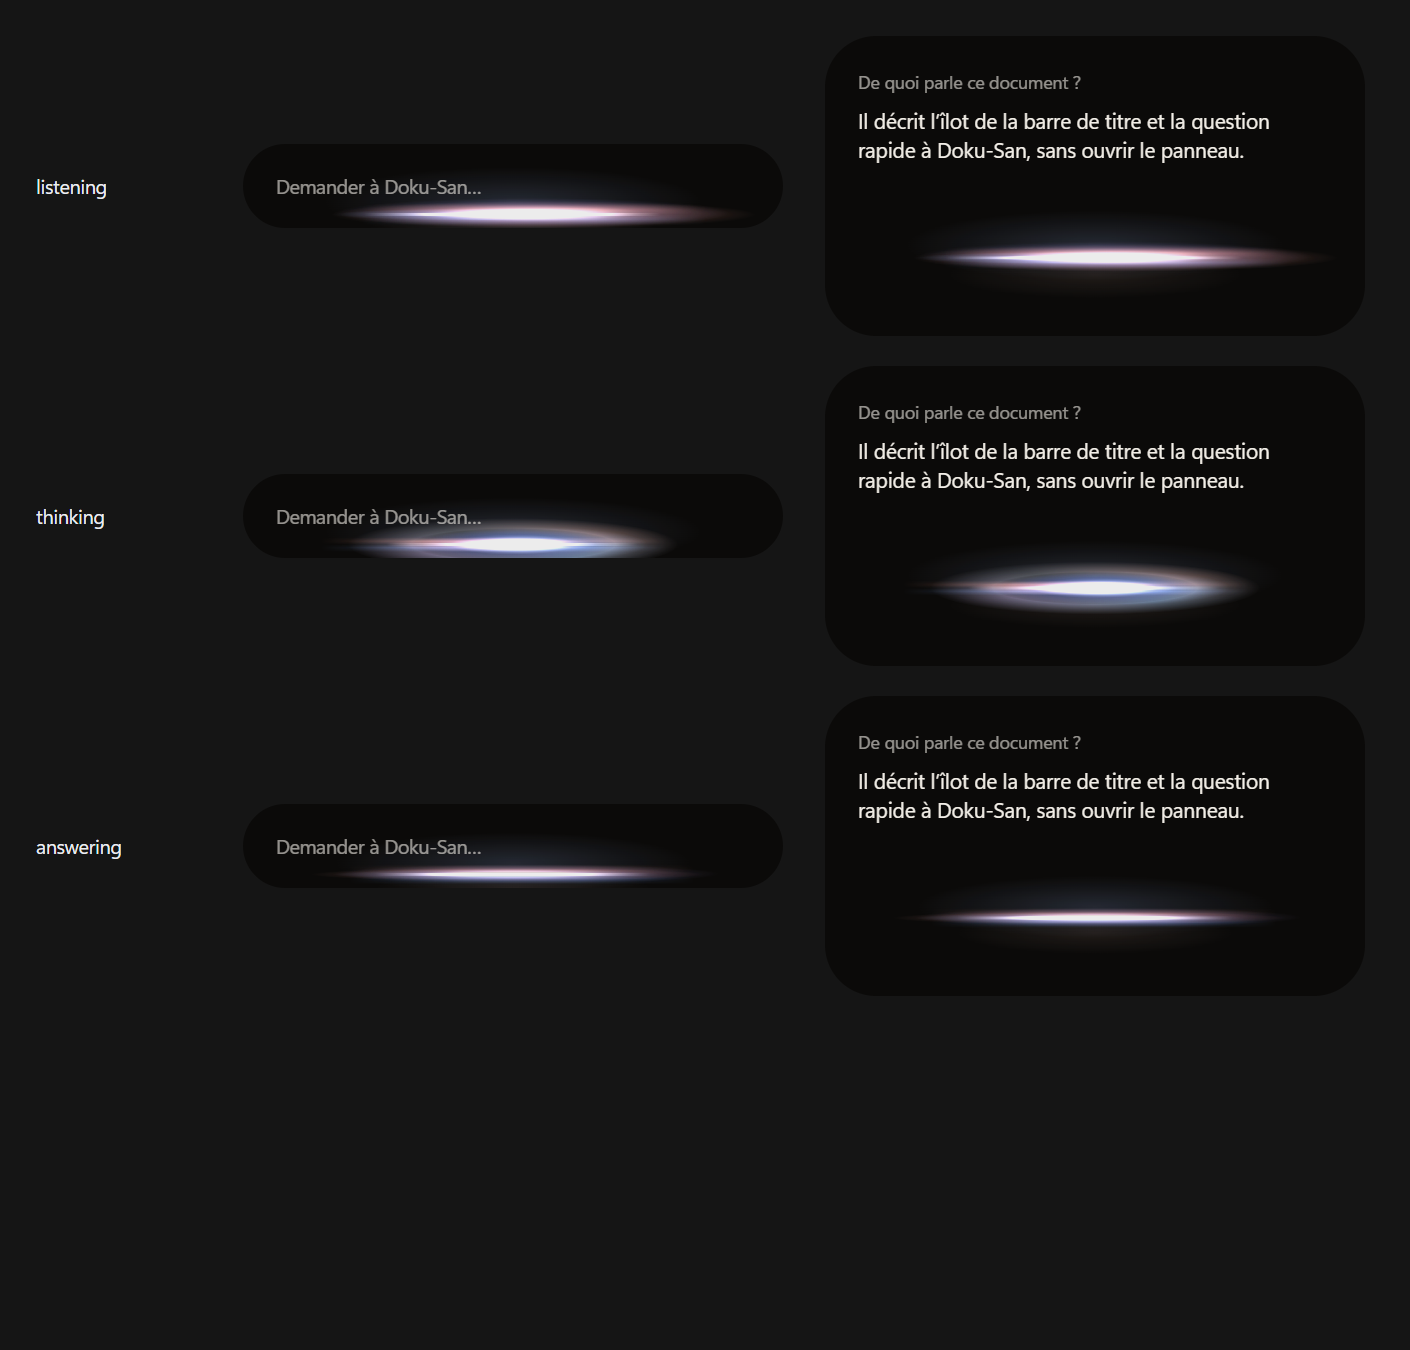 De quoi parle ce document ?
Il décrit l’îlot de la barre de titre et la question
rapide à Doku-San, sans ouvrir le panneau.
listening
Demander à Doku-San…
De quoi parle ce document ?
Il décrit l’îlot de la barre de titre et la question
rapide à Doku-San, sans ouvrir le panneau.
thinking
Demander à Doku-San…
De quoi parle ce document ?
Il décrit l’îlot de la barre de titre et la question
rapide à Doku-San, sans ouvrir le panneau.
answering
Demander à Doku-San…